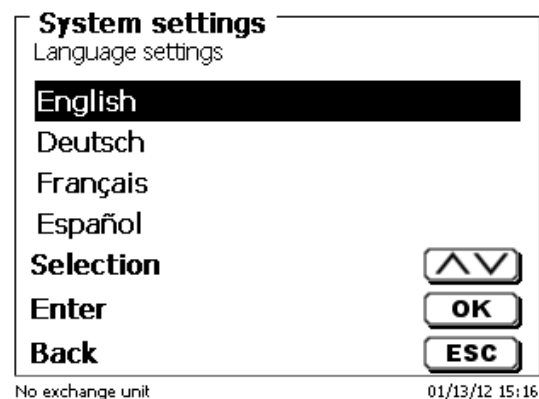 System settings
Language settings
English
Deutsch
Français
Español
Selection
Enter OK
Back ESC
No exchange unit 01/13/12 15:16